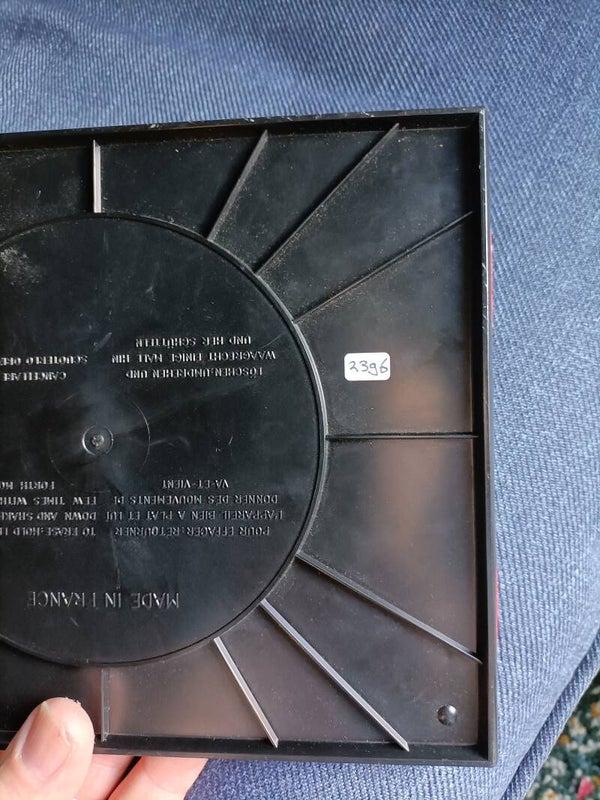 MADE IN FRANCE
POUR EFFACER:RETOURNER
L'APPAREIL BIEN A PLAT ET LUI
DONNER DES MOUVEMENTS DE
VA-ET-VIENT
TO ERASE:HOLD
DOWN AND SHAKE
FEW TIMES WITH
FORTH
LÖSCHEN:UMDREHEN UND
WAAGRECHT EINIGE MALE HIN
UND HER SCHÜTTELN
SCUOTERLO
2396